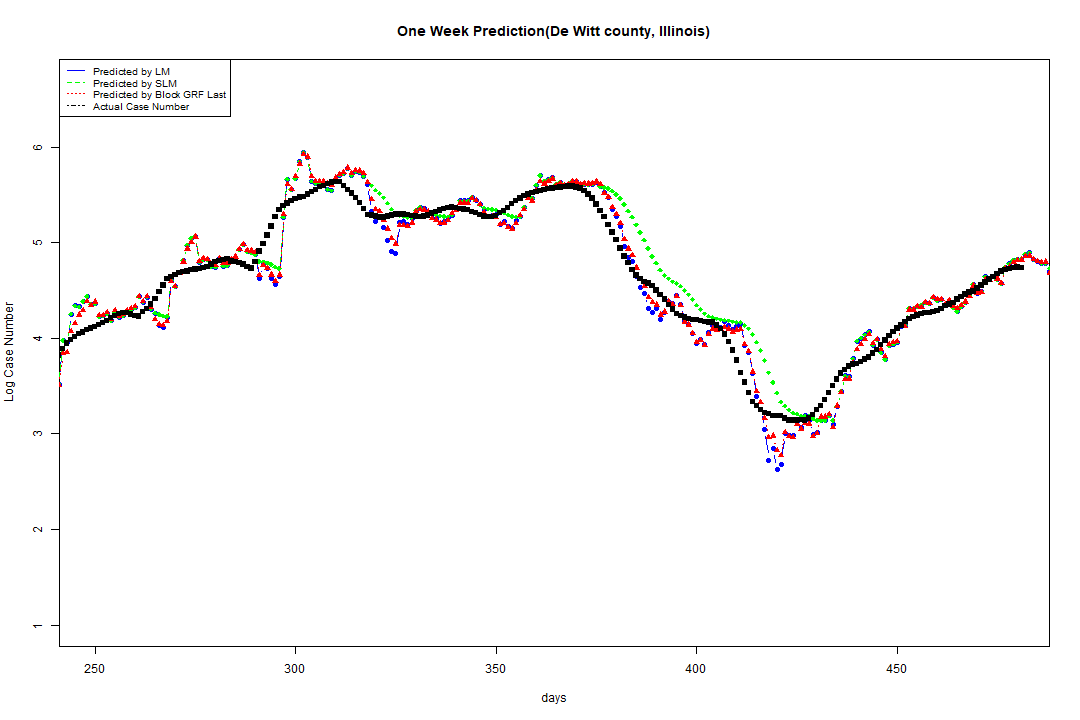 One Week Prediction(De Witt county, Illinois)
Predicted by LM
Predicted by SLM
Predicted by Block GRF Last
Actual Case Number
6
5
4
3
2
1
Log Case Number
250 300 350 400 450
days